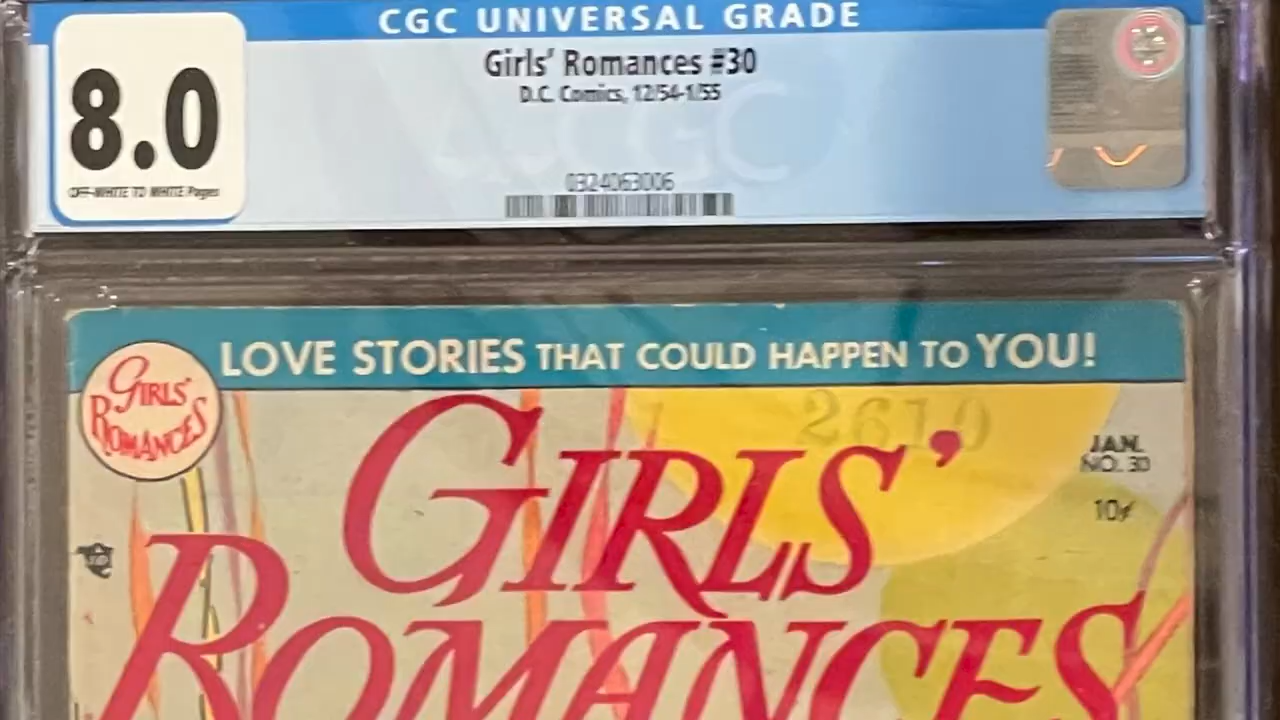 CGC UNIVERSAL GRADE
8.0
OFF-WHITE TO WHITE Pages
Girls' Romances #30
D.C. Comics, 12/54-1/55
CGC
0324063006
LOVE STORIES THAT COULD HAPPEN TO YOU!
GIRLS'
ROMANCES
2610
JAN.
NO. 30
10¢
GIRLS'
ROMANCES